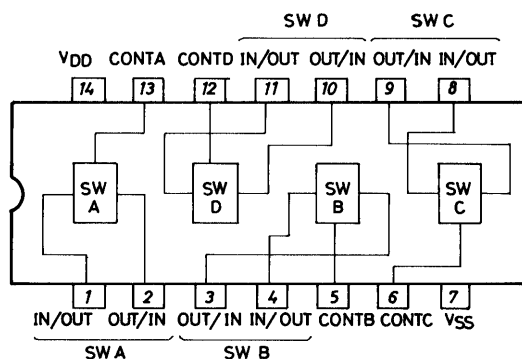 SW D SW C
VDD CONTA CONTD IN/OUT OUT/IN OUT/IN IN/OUT
14 13 12 11 10 9 8
SW A SW D SW B SW C
1 2 3 4 5 6 7
IN/OUT OUT/IN OUT/IN IN/OUT CONTB CONTC VSS
SW A SW B